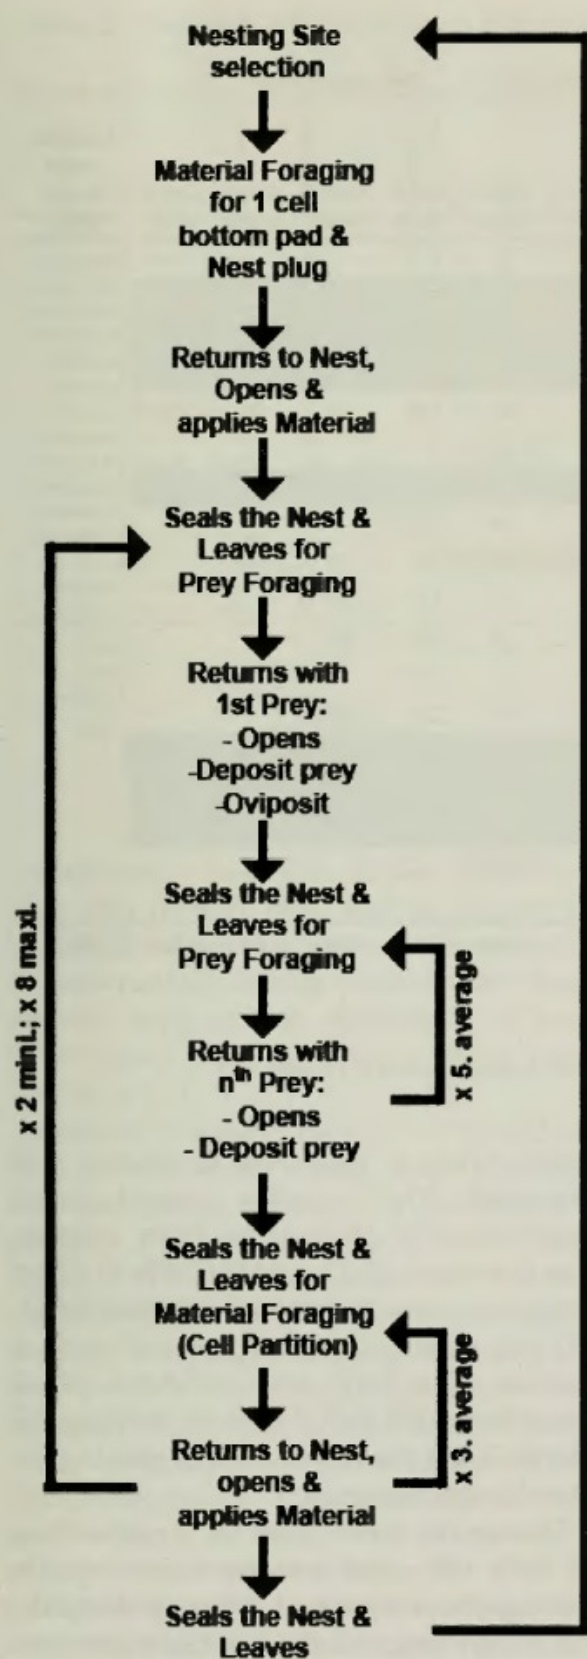 Nesting Site
selection
Material Foraging
for 1 cell
bottom pad &
Nest plug
Returns to Nest,
Opens &
applies Material
Seals the Nest &
Leaves for
Prey Foraging
Returns with
1st Prey:
- Opens
-Deposit prey
-Oviposit
Seals the Nest &
Leaves for
Prey Foraging
x 5. average
Returns with
nth Prey:
- Opens
- Deposit prey
Seals the Nest &
Leaves for
Material Foraging
(Cell Partition)
x 3. average
Returns to Nest,
opens &
applies Material
x 2 mini.; x 8 maxi.
Seals the Nest &
Leaves